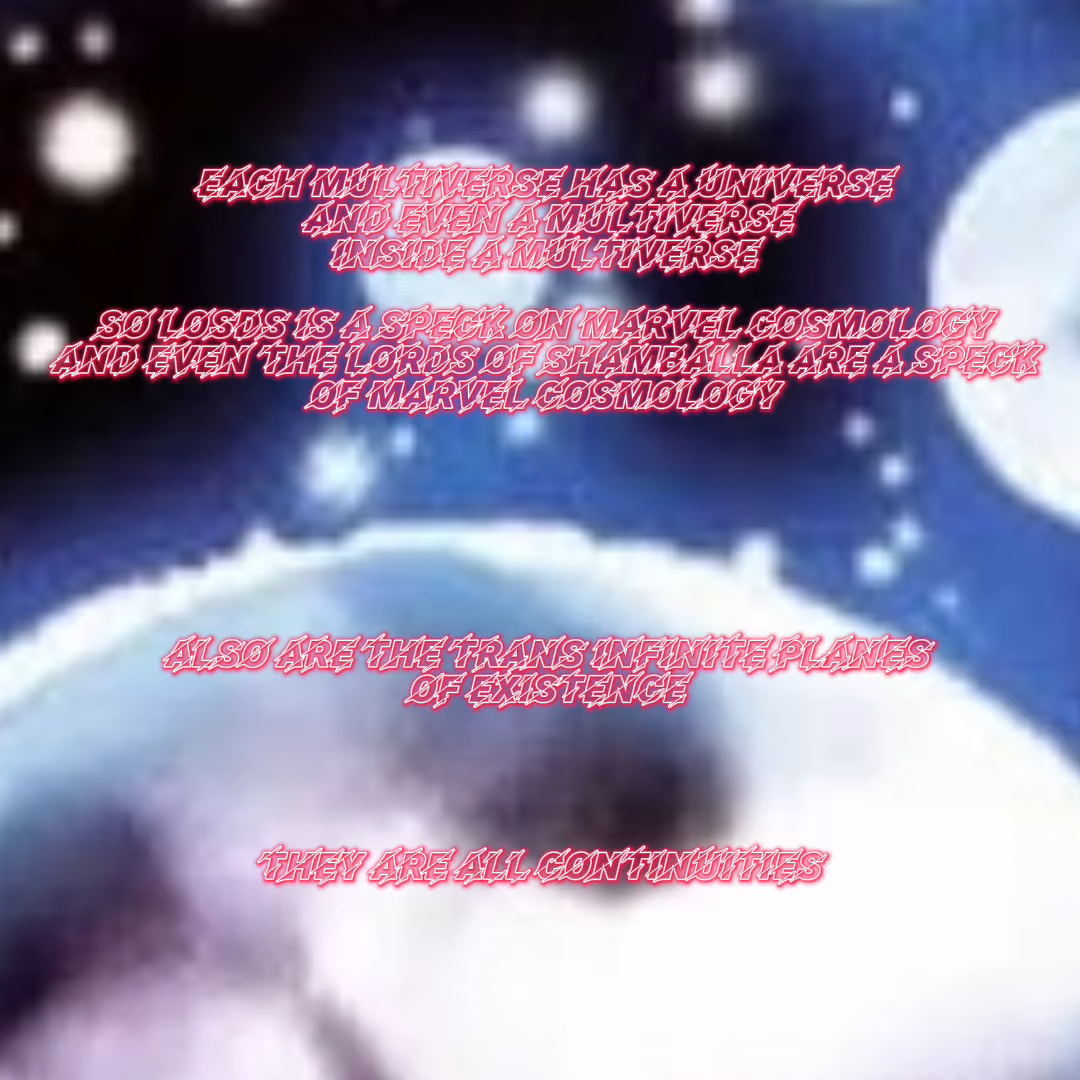 EACH MULTIVERSE HAS A UNIVERSE
AND EVEN A MULTIVERSE
INSIDE A MULTIVERSE
SO LOSDS IS A SPECK ON MARVEL COSMOLOGY
AND EVEN THE LORDS OF SHAMBALLA ARE A SPECK
OF MARVEL COSMOLOGY
ALSO ARE THE TRANS INFINITE PLANES
OF EXISTENCE
THEY ARE ALL CONTINUITIES